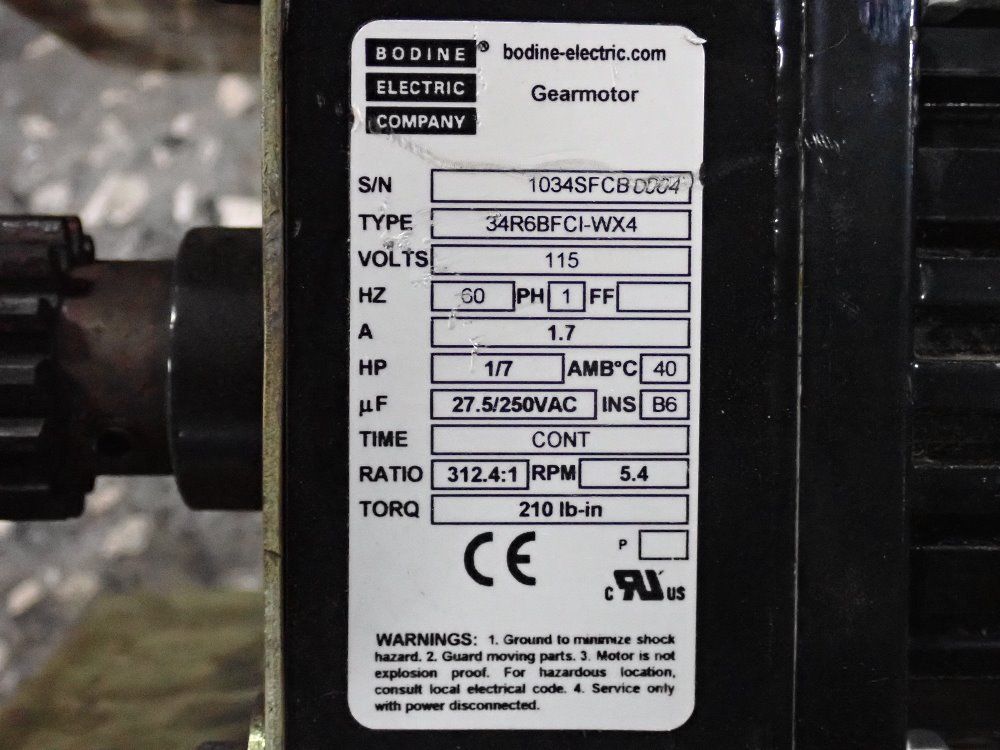 BODINE ® bodine-electric.com
ELECTRIC
COMPANY
Gearmotor
S/N 1034SFCB0004
TYPE 34R6BFCI-WX4
VOLTS 115
HZ 60 PH 1 FF
A 1.7
HP 1/7 AMB°C 40
µF 27.5/250VAC INS B6
TIME CONT
RATIO 312.4:1 RPM 5.4
TORQ 210 lb-in
CE P
c RU US
WARNINGS: 1. Ground to minimize shock
hazard. 2. Guard moving parts. 3. Motor is not
explosion proof. For hazardous location,
consult local electrical code. 4. Service only
with power disconnected.